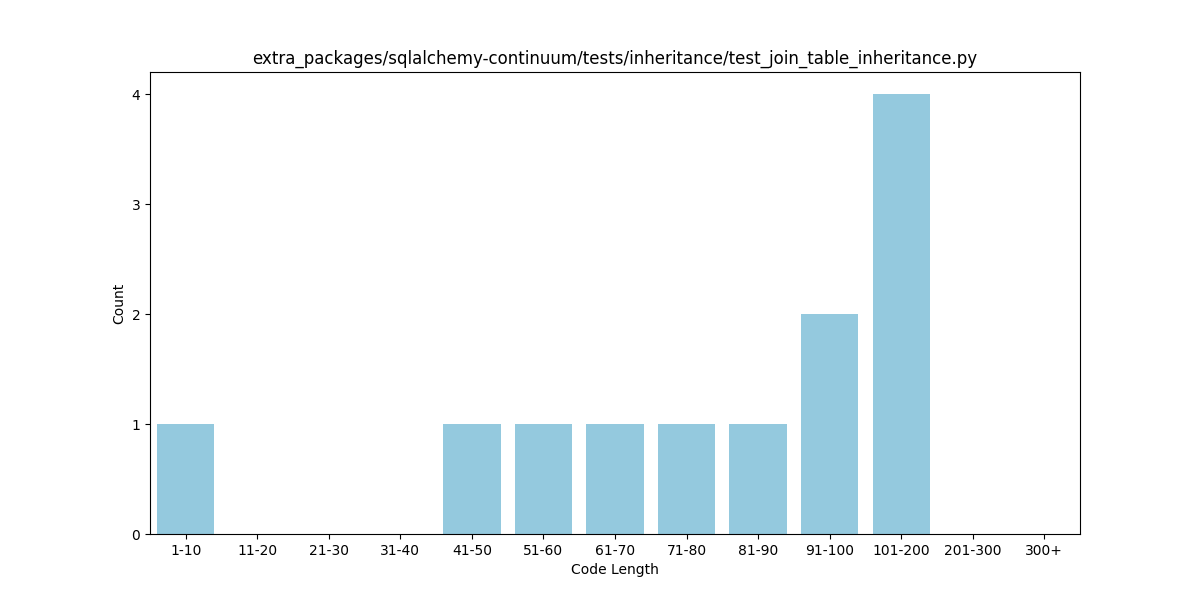 extra_packages/sqlalchemy-continuum/tests/inheritance/test_join_table_inheritance.py
4
3
2
1
0
Count
1-10 11-20 21-30 31-40 41-50 51-60 61-70 71-80 81-90 91-100 101-200 201-300 300+
Code Length